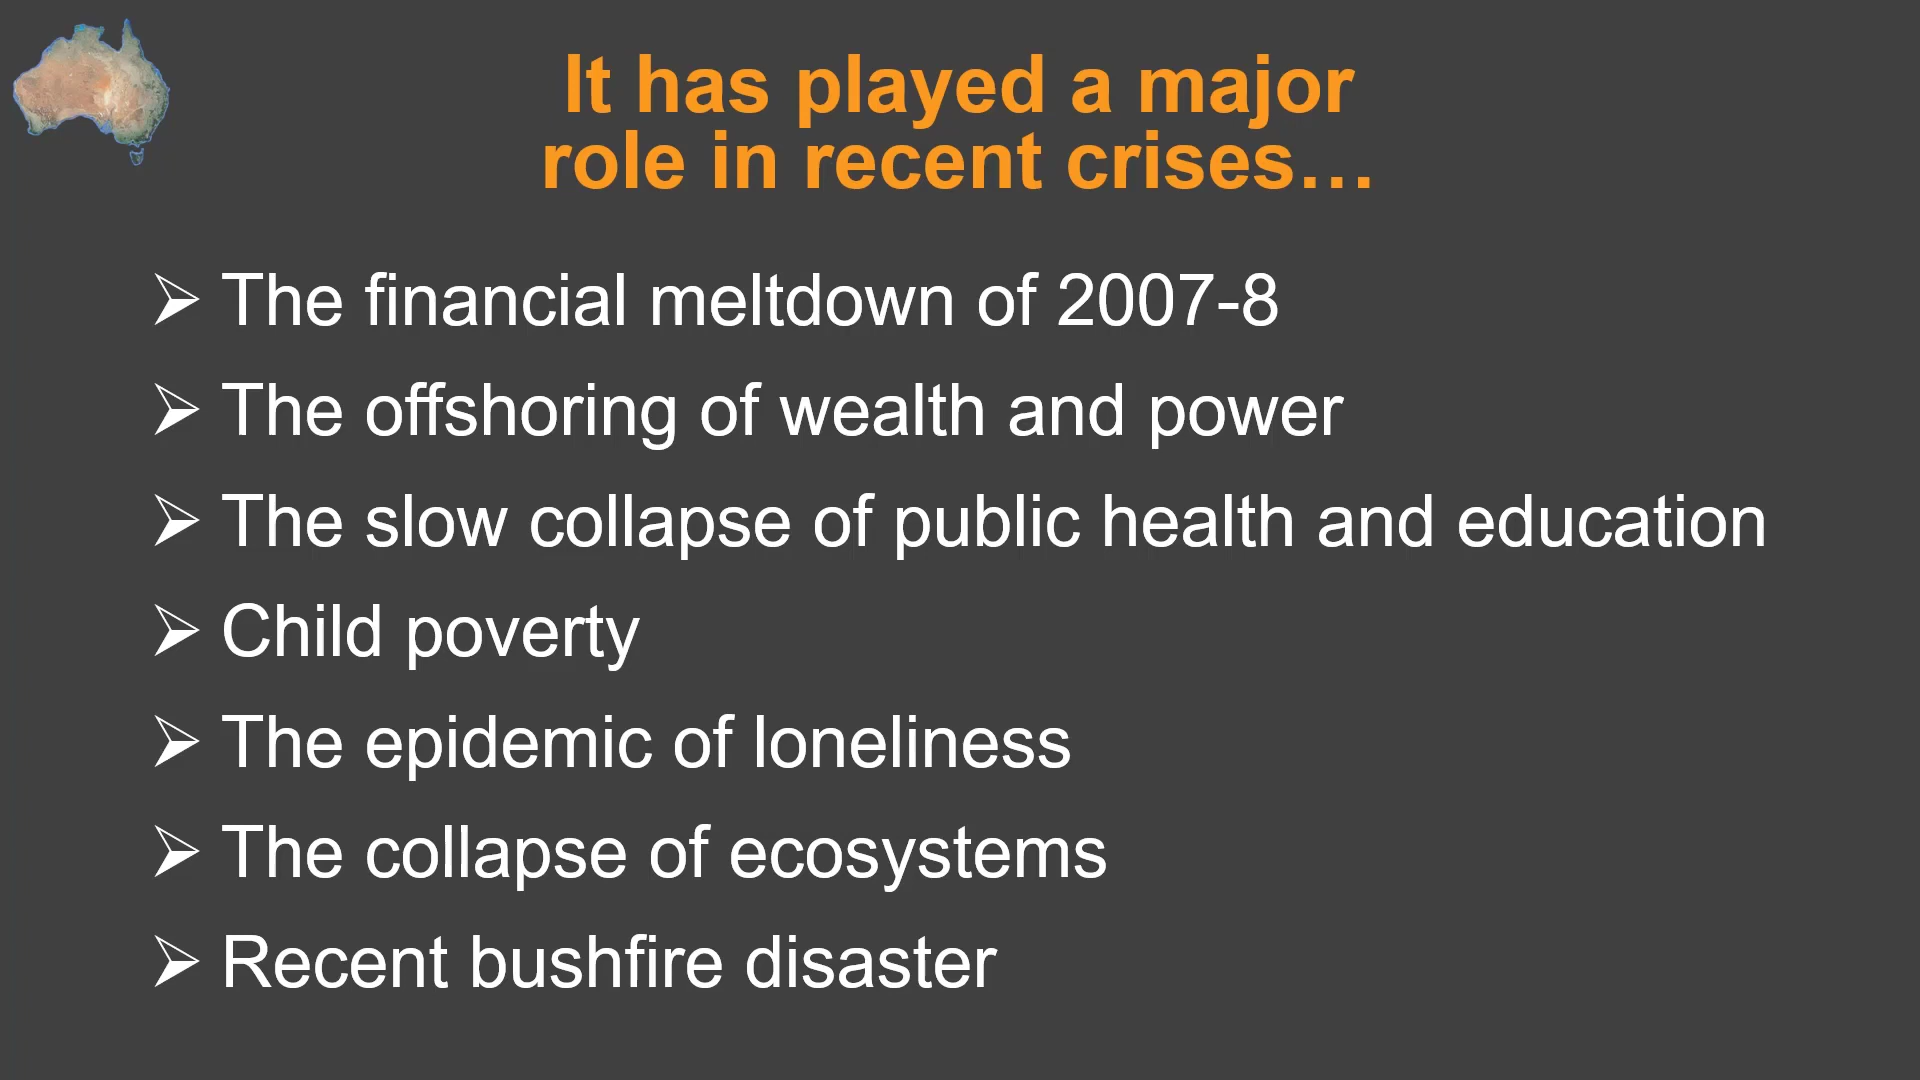 It has played a major
role in recent crises…
➢ The financial meltdown of 2007-8
➢ The offshoring of wealth and power
➢ The slow collapse of public health and education
➢ Child poverty
➢ The epidemic of loneliness
➢ The collapse of ecosystems
➢ Recent bushfire disaster